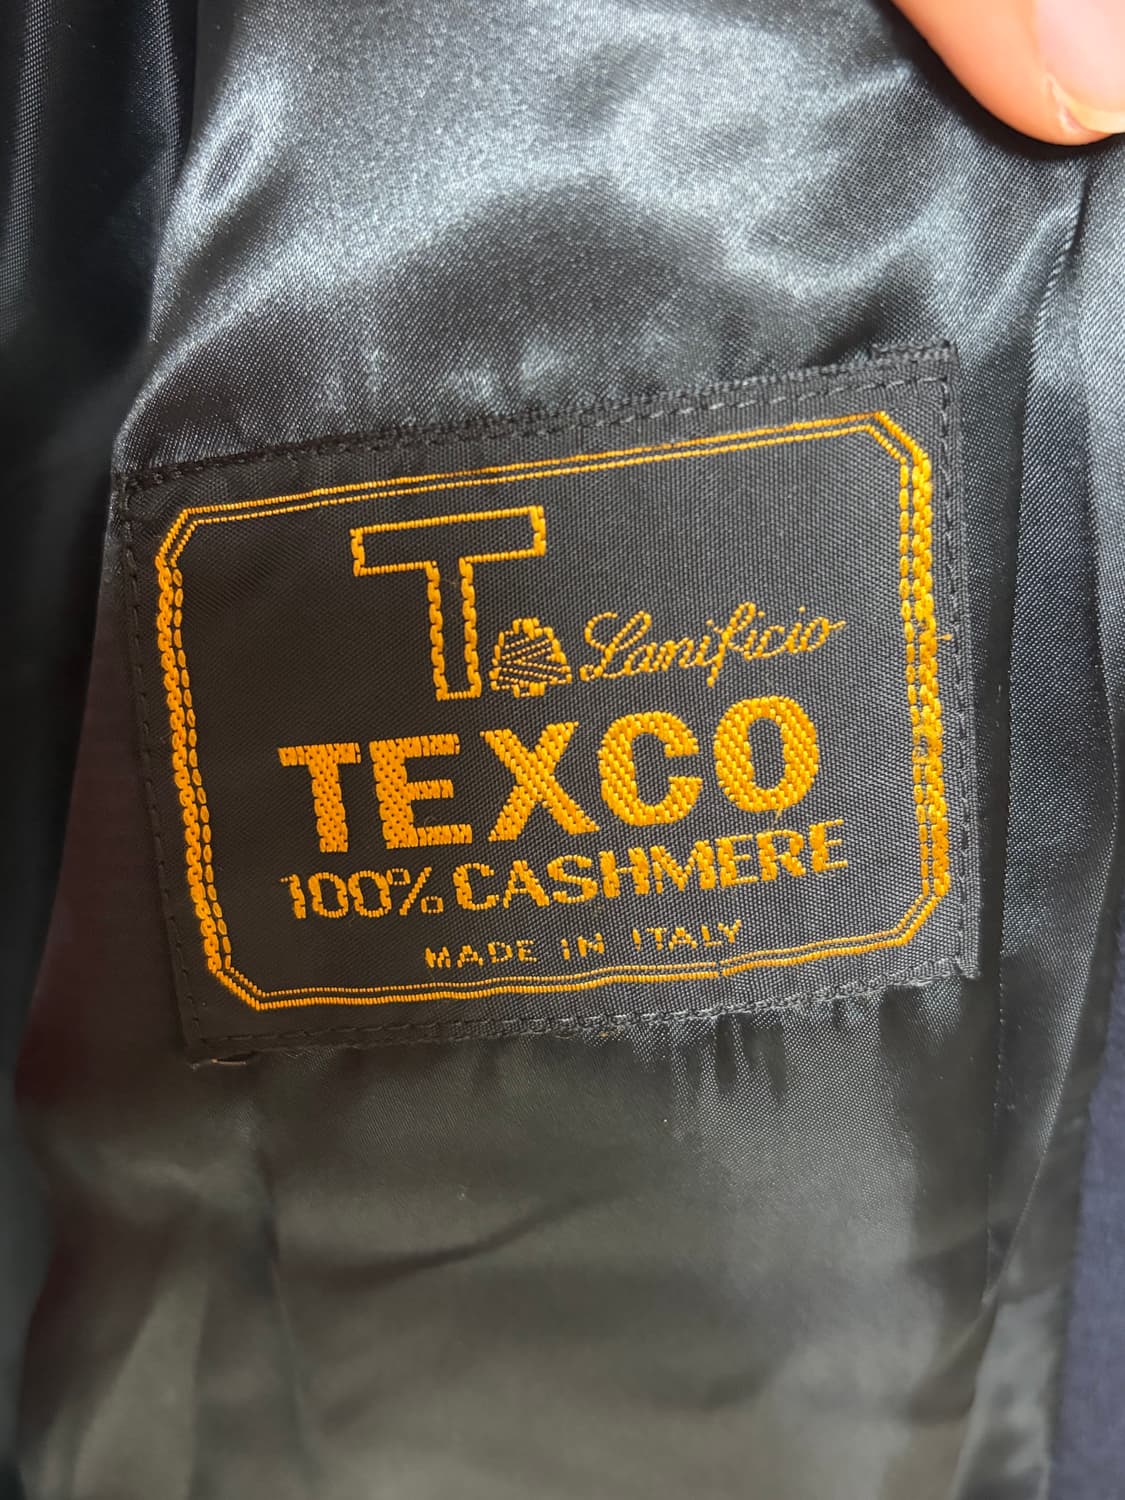 T
Lanificio
TEXCO
100% CASHMERE
MADE IN ITALY